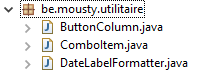 be.mousty.utilitaire
ButtonColumn.java
ComboItem.java
DateLabelFormatter.java